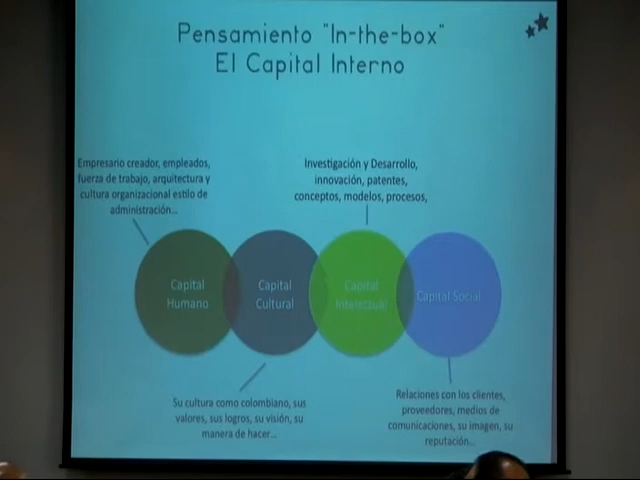 Pensamiento "In-the-box"
El Capital Interno
Empresario creador, empleados,
fuerza de trabajo, arquitectura y
cultura organizacional estilo de
administración...
Investigación y Desarrollo,
innovación, patentes,
conceptos, modelos, procesos,
Capital
Humano
Capital
Cultural
Capital
Intelectual
Capital Social
Su cultura como colombiano, sus
valores, sus logros, su visión, su
manera de hacer...
Relaciones con los clientes,
proveedores, medios de
comunicaciones, su imagen, su
reputación...